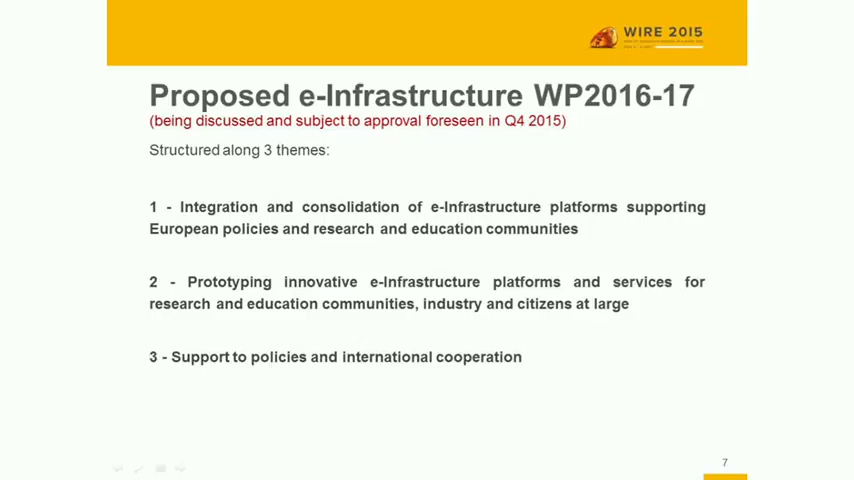 WIRE 2015
Proposed e-Infrastructure WP2016-17
(being discussed and subject to approval foreseen in Q4 2015)
Structured along 3 themes:
1 - Integration and consolidation of e-Infrastructure platforms supporting
European policies and research and education communities
2 - Prototyping innovative e-Infrastructure platforms and services for
research and education communities, industry and citizens at large
3 - Support to policies and international cooperation
7